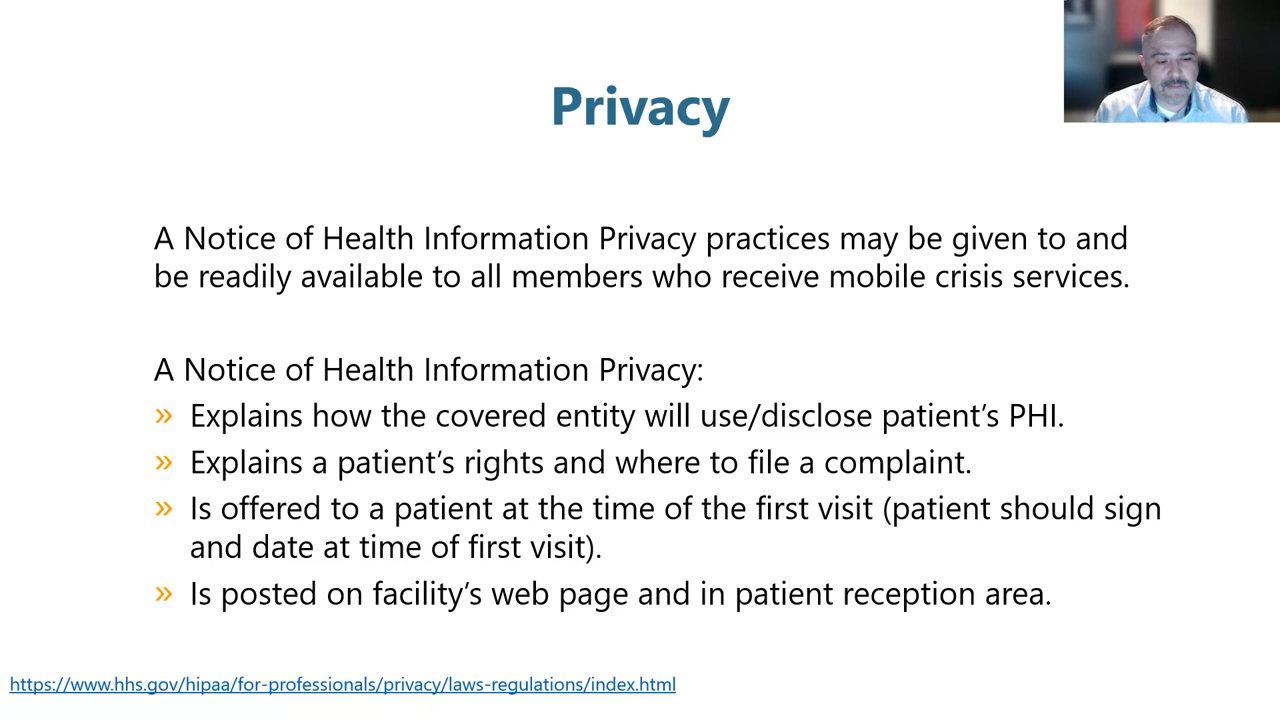 Privacy
A Notice of Health Information Privacy practices may be given to and
be readily available to all members who receive mobile crisis services.
A Notice of Health Information Privacy:
» Explains how the covered entity will use/disclose patient’s PHI.
» Explains a patient’s rights and where to file a complaint.
» Is offered to a patient at the time of the first visit (patient should sign
and date at time of first visit).
» Is posted on facility’s web page and in patient reception area.
https://www.hhs.gov/hipaa/for-professionals/privacy/laws-regulations/index.html